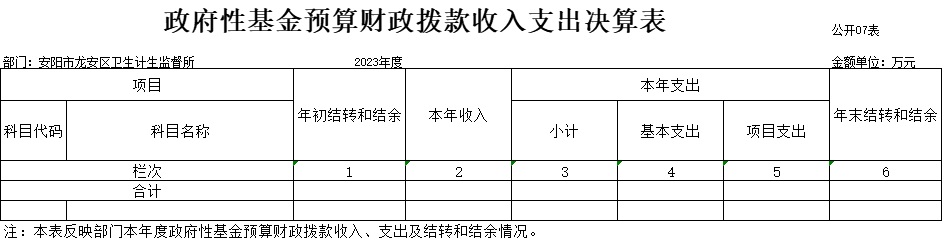 政府性基金预算财政拨款收入支出决算表
公开07表
部门：安阳市龙安区卫生计生监督所 2023年度 金额单位：万元
项目 年初结转和结余 本年收入 本年支出 年末结转和结余
科目代码 科目名称 小计 基本支出 项目支出
栏次 1 2 3 4 5 6
合计
注：本表反映部门本年度政府性基金预算财政拨款收入、支出及结转和结余情况。